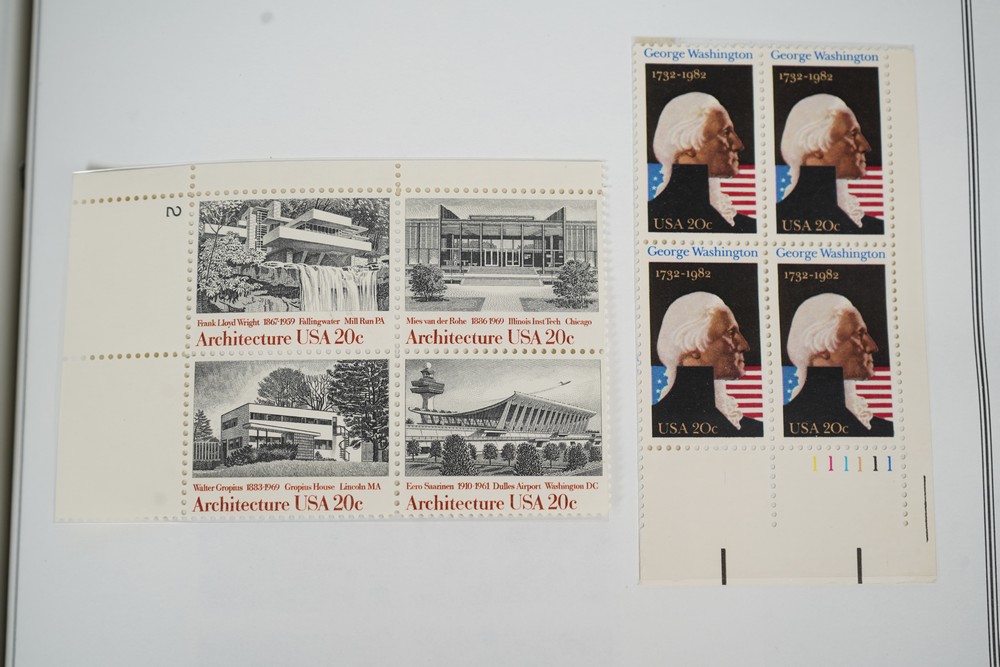 2
Frank Lloyd Wright 1867-1959 Fallingwater Mill Run PA
Architecture USA 20c
Mies van der Rohe 1886-1969 Illinois Inst Tech Chicago
Architecture USA 20c
Walter Gropius 1883-1969 Gropius House Lincoln MA
Architecture USA 20c
Eero Saarinen 1910-1961 Dulles Airport Washington DC
Architecture USA 20c
George Washington
1732-1982
USA 20c
George Washington
1732-1982
USA 20c
George Washington
1732-1982
USA 20c
George Washington
1732-1982
USA 20c
111111